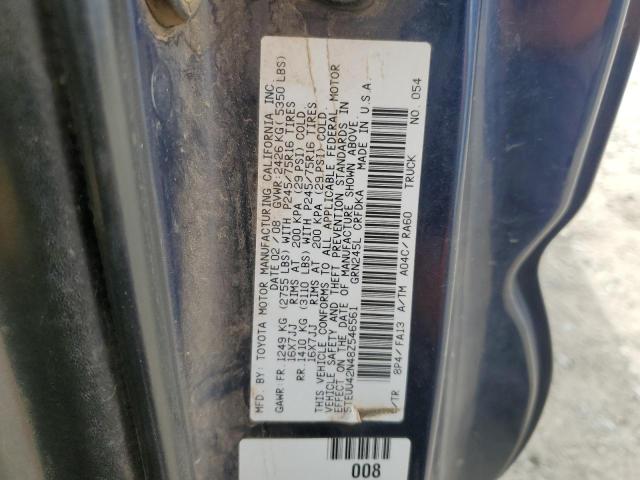 MFD. BY: TOYOTA MOTOR MANUFACTURING CALIFORNIA INC.
DATE 02/08 GVWR: 2426 KG ( 5350 LBS)
GAWR: FR. 1249 KG (2755 LBS) WITH P245/75R16 TIRES
16X7JJ RIMS AT 200 KPA (29 PSI) COLD
RR. 1410 KG (3110 LBS) WITH P245/75R16 TIRES
16X7JJ RIMS AT 200 KPA (29 PSI) COLD
THIS VEHICLE CONFORMS TO ALL APPLICABLE FEDERAL MOTOR
VEHICLE SAFETY AND THEFT PREVENTION STANDARDS IN
EFFECT ON THE DATE OF MANUFACTURE SHOWN ABOVE.
5TEUU42N48Z546561 GRN245L CRFDKA MADE IN U.S.A.
/TR 8P4/FA13 A/TM A04C/RA60 TRUCK NO. 054
008